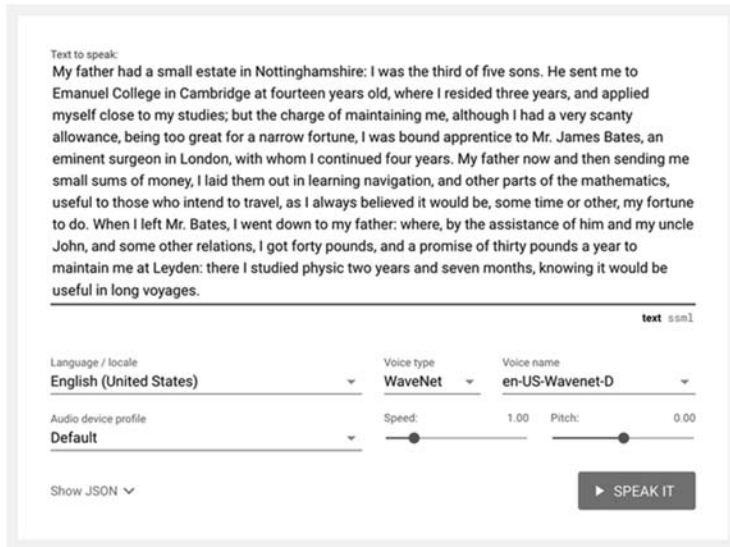 Text to speak:
My father had a small estate in Nottinghamshire: I was the third of five sons. He sent me to
Emanuel College in Cambridge at fourteen years old, where I resided three years, and applied
myself close to my studies; but the charge of maintaining me, although I had a very scanty
allowance, being too great for a narrow fortune, I was bound apprentice to Mr. James Bates, an
eminent surgeon in London, with whom I continued four years. My father now and then sending me
small sums of money, I laid them out in learning navigation, and other parts of the mathematics,
useful to those who intend to travel, as I always believed it would be, some time or other, my fortune
to do. When I left Mr. Bates, I went down to my father: where, by the assistance of him and my uncle
John, and some other relations, I got forty pounds, and a promise of thirty pounds a year to
maintain me at Leyden: there I studied physic two years and seven months, knowing it would be
useful in long voyages.
text ssml
Language / locale Voice type Voice name
English (United States) WaveNet en-US-Wavenet-D
Audio device profile Speed: 1.00 Pitch: 0.00
Default
Show JSON SPEAK IT